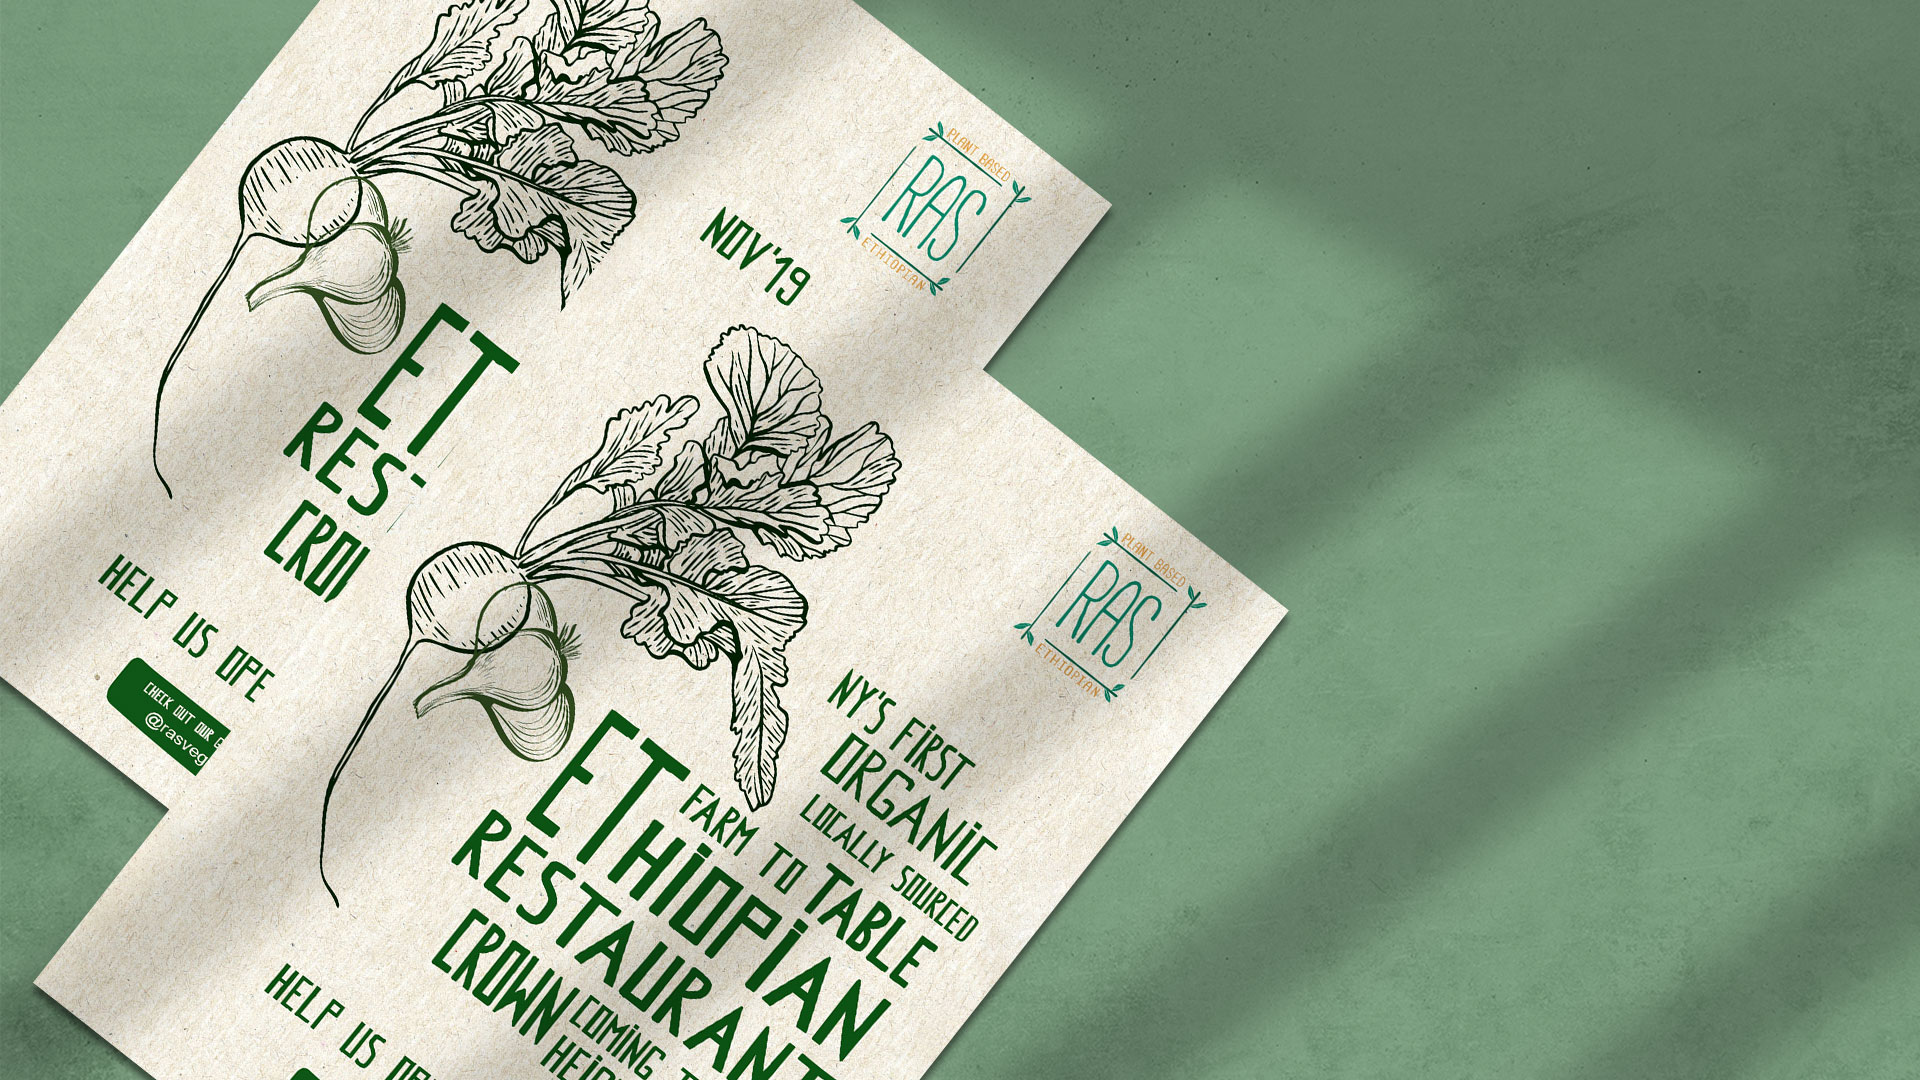 PLANT BASED
RAS
ETHIOPIAN
NOV'19
ET
RES
CRO
HELP US OPE
CHECK OUT OUR
@rasveg
PLANT BASED
RAS
ETHIOPIAN
NY'S FiRST
ORGANiC
LOCALLY SOURCED
FARM TO TABLE
ETHiOPiAN
RESTAURANT
CROWN
COMiNG
HELP US